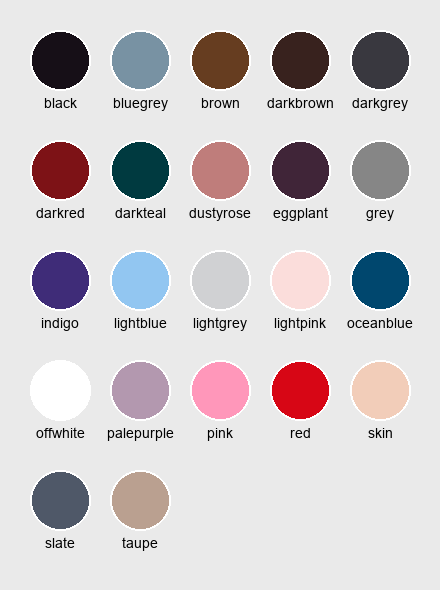 black bluegrey brown darkbrown darkgrey
darkred darkteal dustyrose eggplant grey
indigo lightblue lightgrey lightpink oceanblue
offwhite palepurple pink red skin
slate taupe